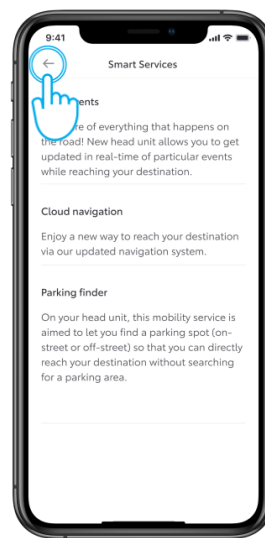 9:41
Smart Services
ents
re of everything that happens on
the road! New head unit allows you to get
updated in real-time of particular events
while reaching your destination.
Cloud navigation
Enjoy a new way to reach your destination
via our updated navigation system.
Parking finder
On your head unit, this mobility service is
aimed to let you find a parking spot (on-
street or off-street) so that you can directly
reach your destination without searching
for a parking area.